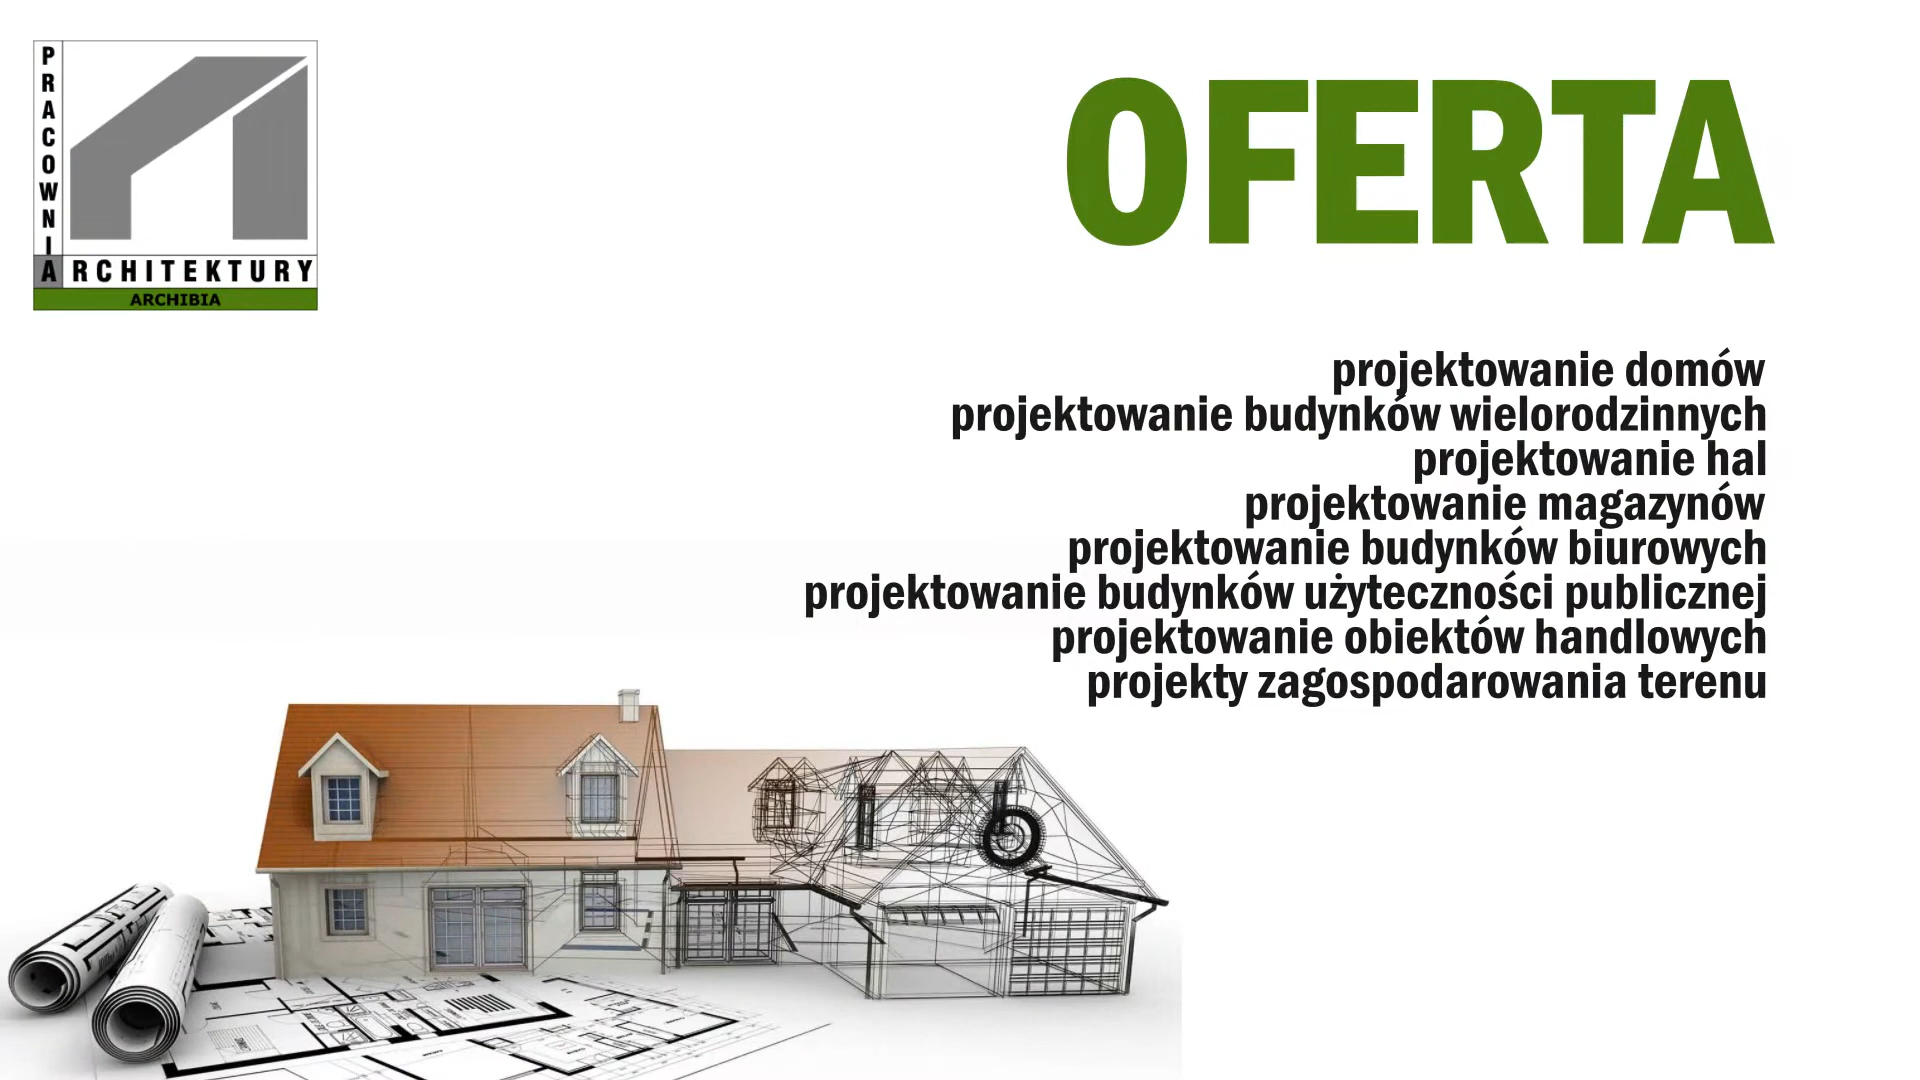 PRACOWNIA
ARCHITEKTURY
ARCHIBIA
OFERTA
projektowanie domów
projektowanie budynków wielorodzinnych
projektowanie hal
projektowanie magazynów
projektowanie budynków biurowych
projektowanie budynków użyteczności publicznej
projektowanie obiektów handlowych
projekty zagospodarowania terenu